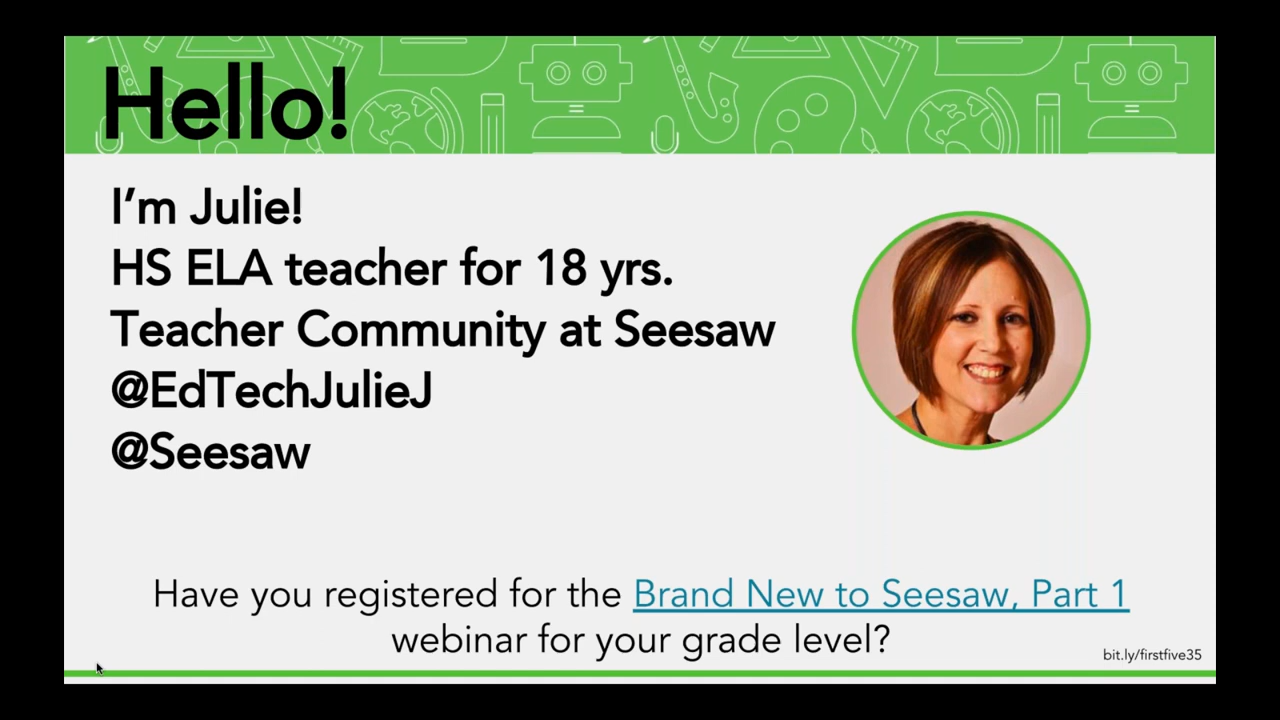 Hello!
I’m Julie!
HS ELA teacher for 18 yrs.
Teacher Community at Seesaw
@EdTechJulieJ
@Seesaw
Have you registered for the Brand New to Seesaw, Part 1
webinar for your grade level?
bit.ly/firstfive35